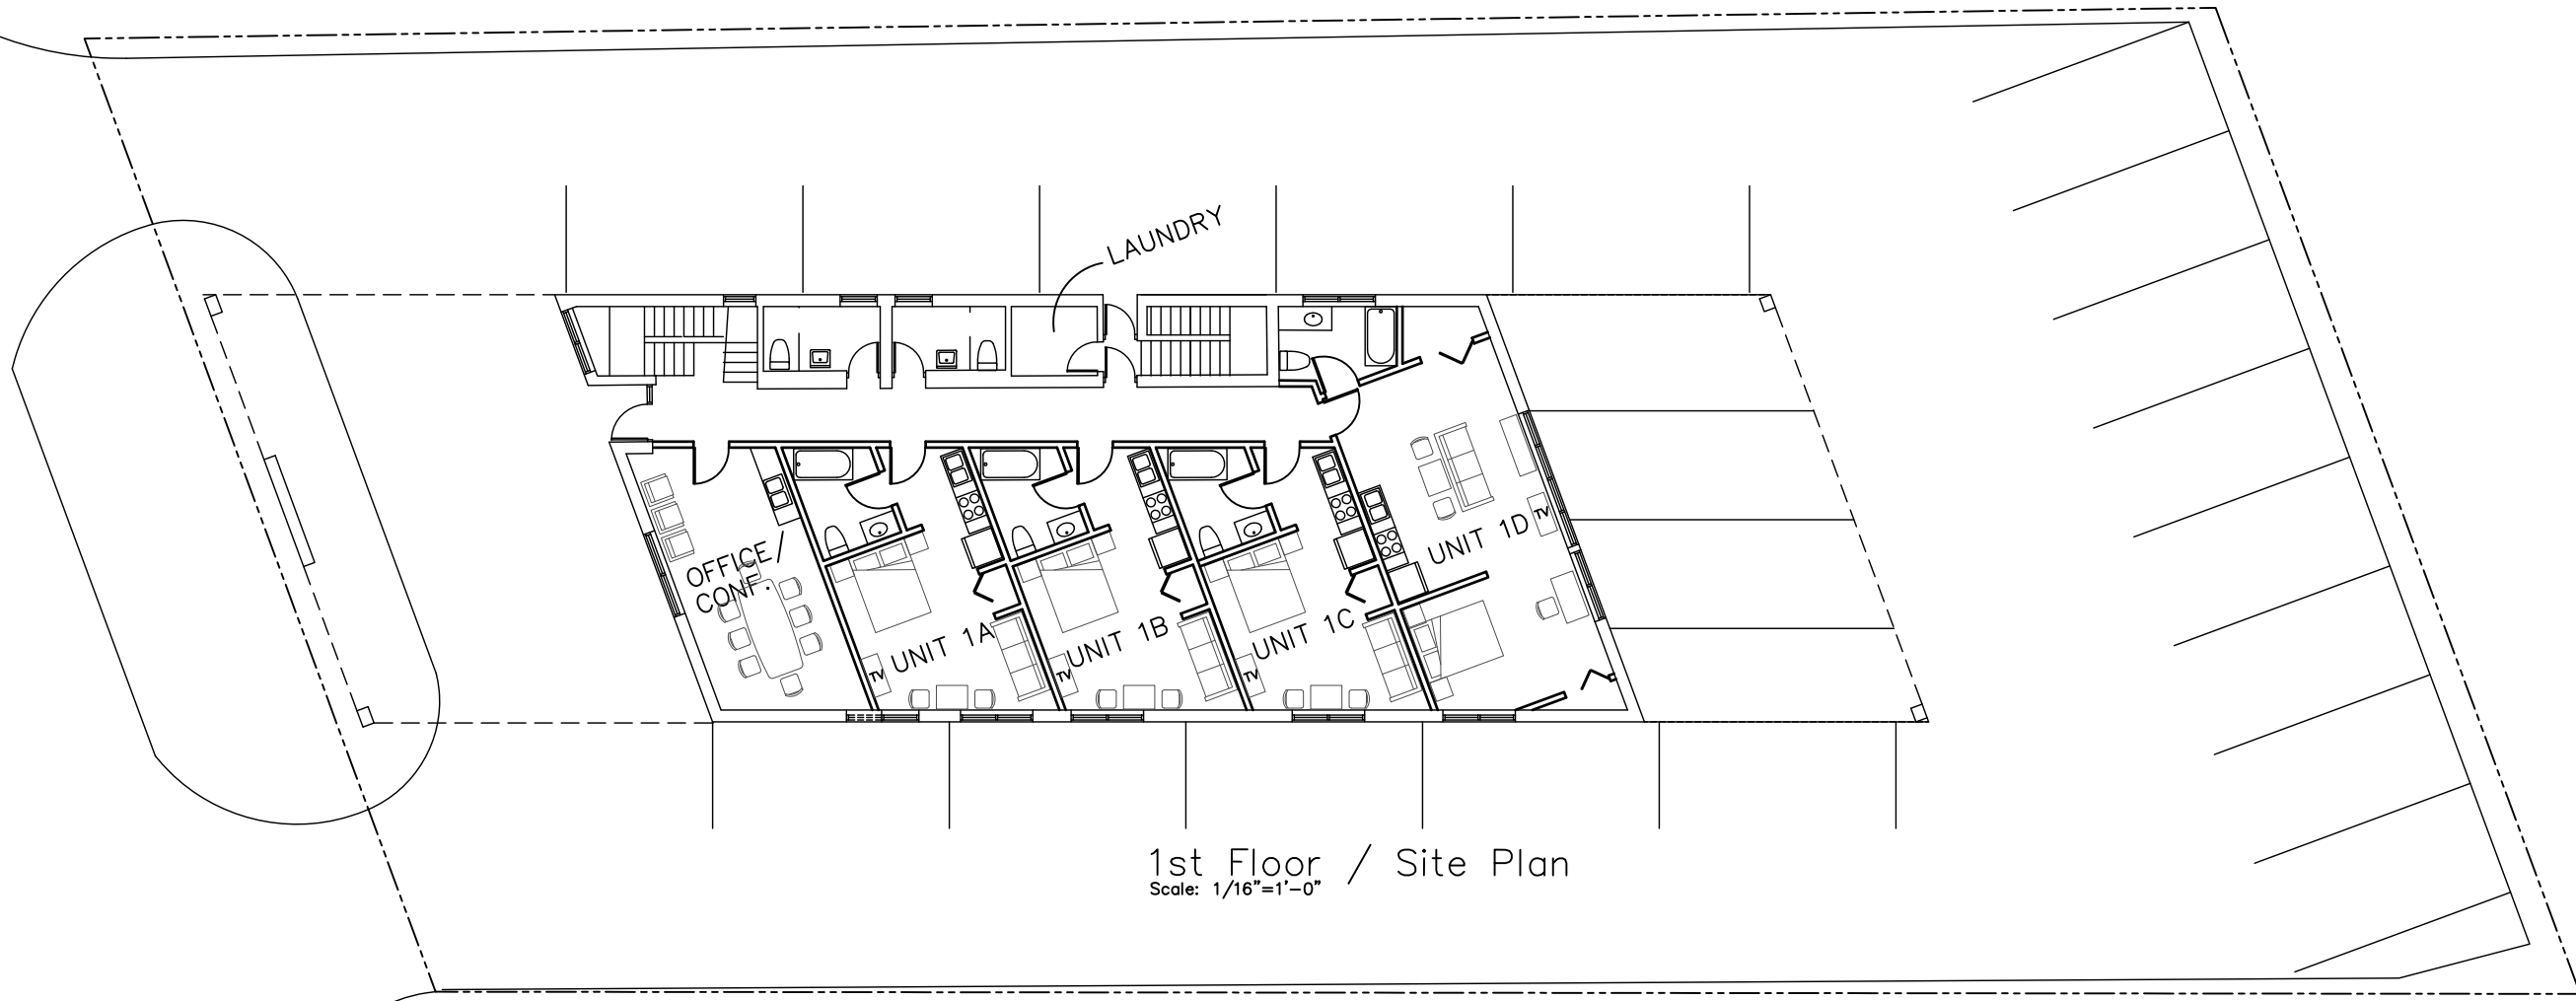 LAUNDRY
OFFICE/
CONF.
UNIT 1A
TV
UNIT 1B
TV
UNIT 1C
TV
UNIT 1D
TV
1st Floor / Site Plan
Scale: 1/16"=1'-0"